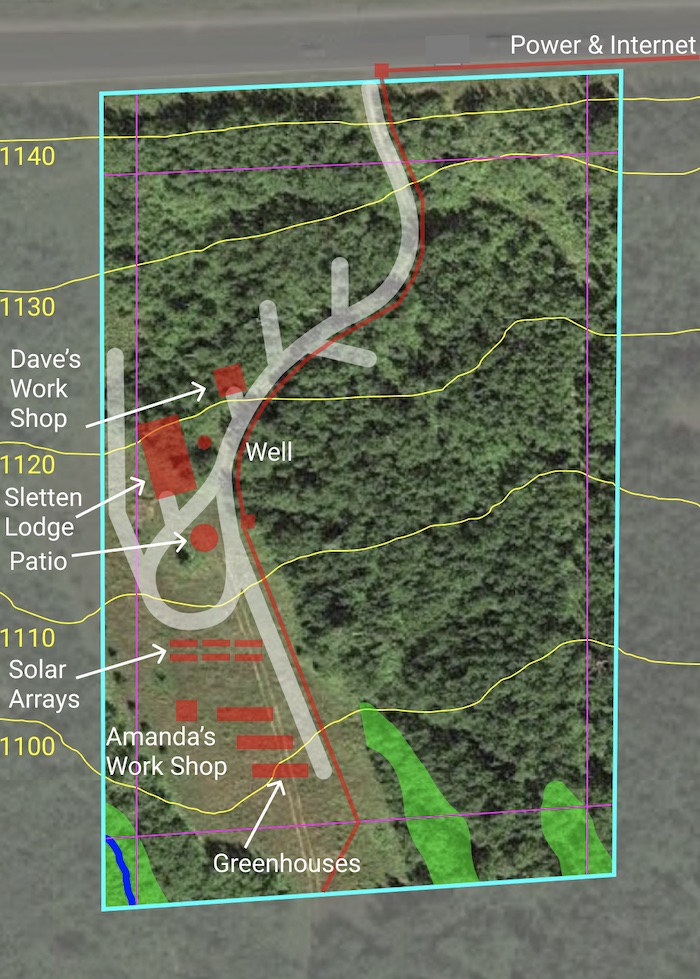 Power & Internet
1140
1130
Dave's
Work
Shop
Well
1120
Sletten
Lodge
Patio
1110
Solar
Arrays
1100
Amanda's
Work Shop
Greenhouses